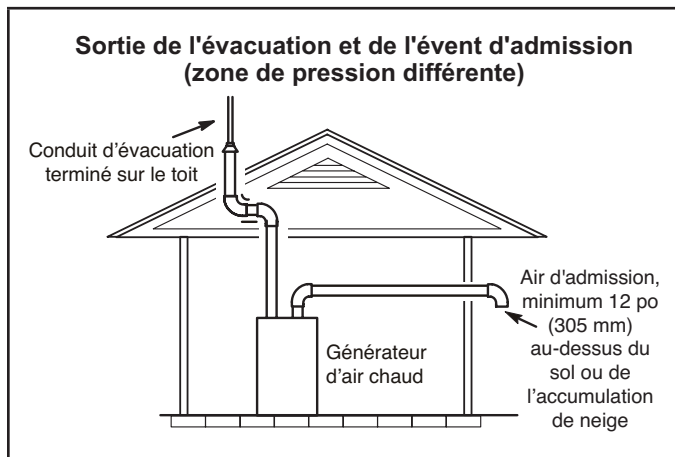 Sortie de l'évacuation et de l'évent d'admission
(zone de pression différente)
Conduit d’évacuation
terminé sur le toit
Air d'admission,
minimum 12 po
(305 mm)
au-dessus du
sol ou de
l’accumulation
de neige
Générateur
d’air chaud